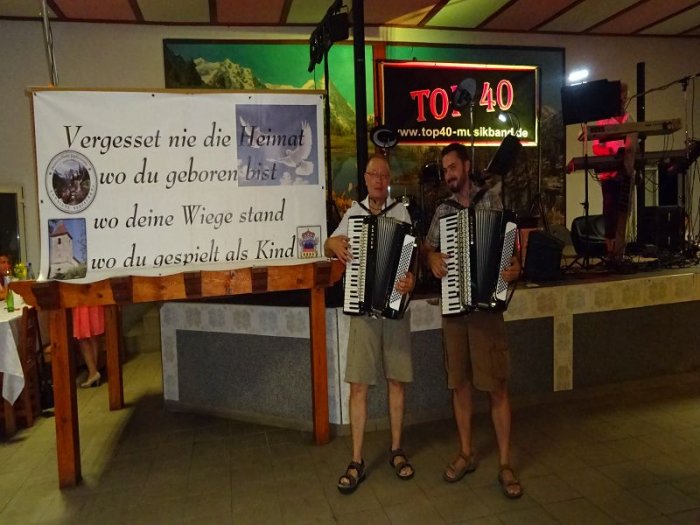 Vergesset nie die Heimat
wo du geboren bist
wo deine Wiege stand
wo du gespielt als Kind
TOP 40
www.top40-musikband.de